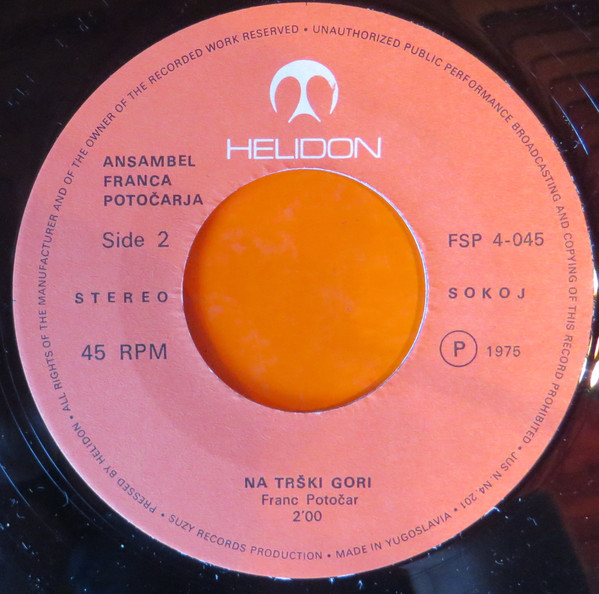 HELIDON
ANSAMBEL
FRANCA
POTOČARJA
Side 2
FSP 4-045
STEREO
SOKOJ
45 RPM
P 1975
NA TRŠKI GORI
Franc Potočar
2'00
• ALL RIGHTS OF THE MANUFACTURER AND OF THE OWNER OF THE RECORDED WORK RESERVED • UNAUTHORIZED PUBLIC PERFORMANCE BROADCASTING AND COPYING OF THIS RECORD PROHIBITED • JUS N. N4. 201 • MADE IN YUGOSLAVIA • SUZY RECORDS PRODUCTION • PRESSED BY HELIDON